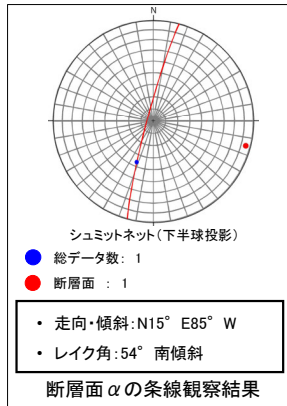 N
シュミットネット(下半球投影)
総データ数: 1
断層面 : 1
• 走向・傾斜:N15° E85° W
• レイク角:54° 南傾斜
断層面αの条線観察結果